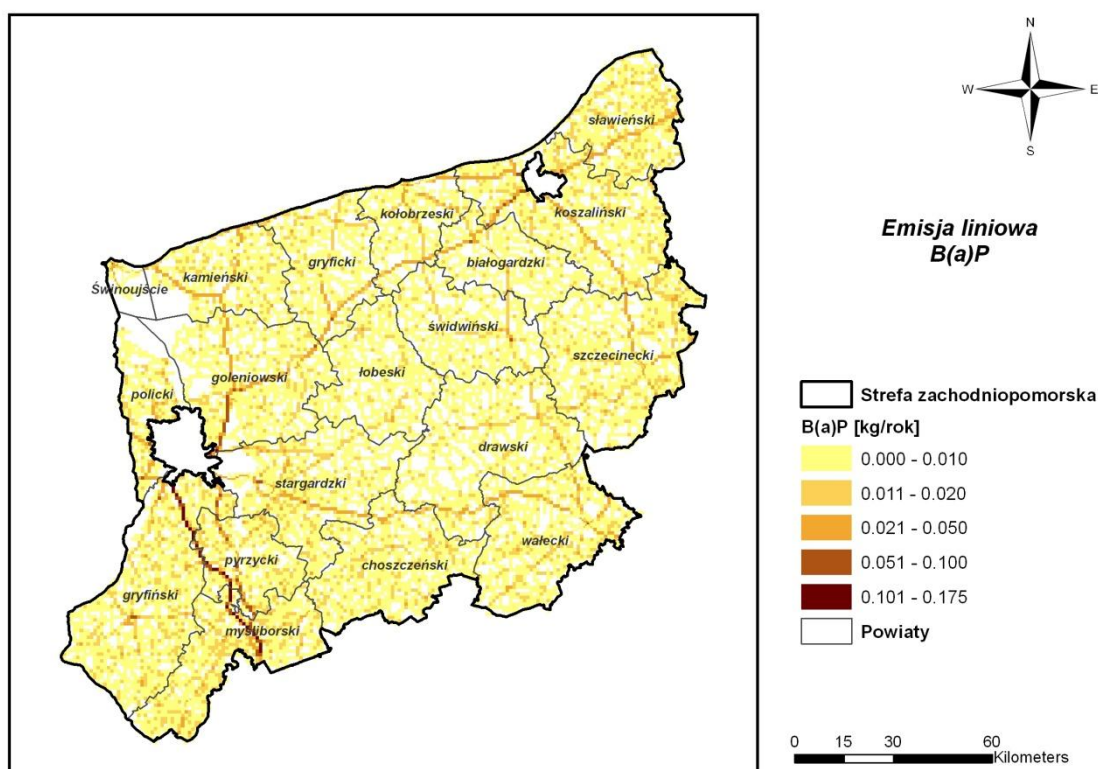 N
W
E
S
Emisja liniowa
B(a)P
sławieński
koszaliński
kołobrzeski
gryficki
białogardzki
kamieński
Świnoujście
świdwiński
szczecinecki
goleniowski
łobeski
policki
drawski
stargardzki
wałecki
choszczeński
pyrzycki
gryfiński
myśliborski
Strefa zachodniopomorska
B(a)P [kg/rok]
0.000 - 0.010
0.011 - 0.020
0.021 - 0.050
0.051 - 0.100
0.101 - 0.175
Powiaty
0 15 30 60
Kilometers